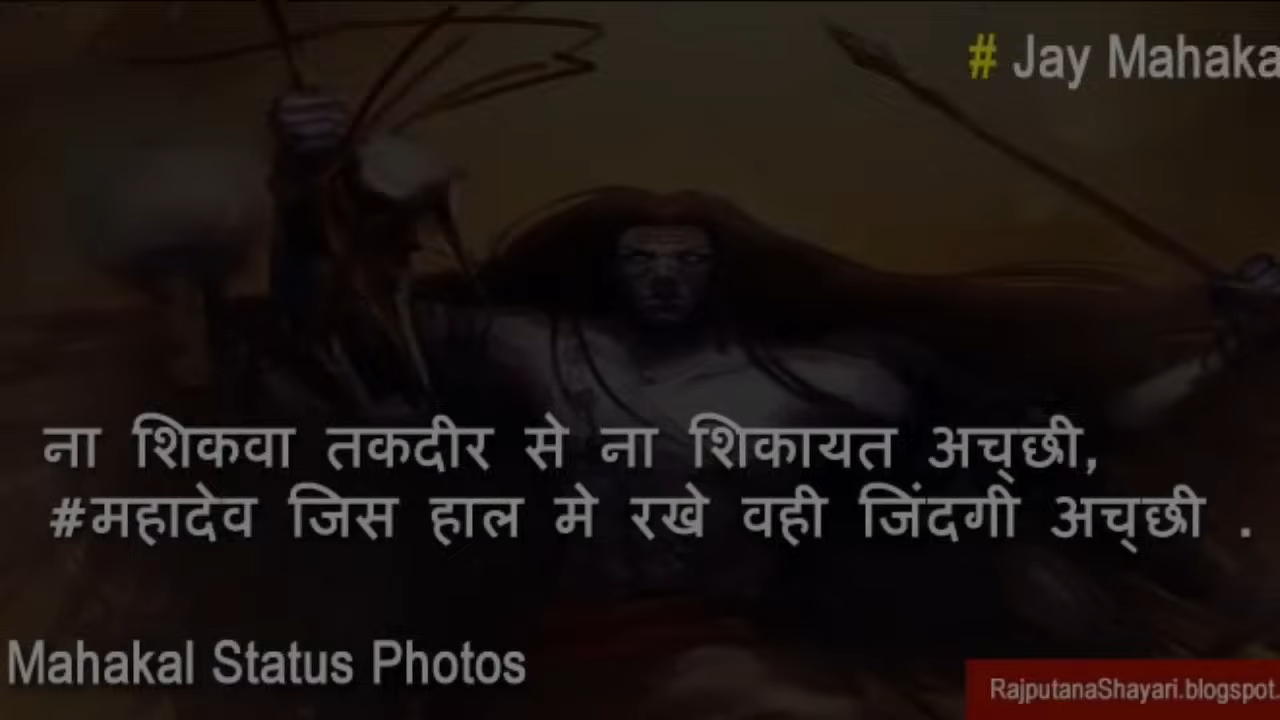 # Jay Mahaka
ना शिकवा तकदीर से ना शिकायत अच्छी,
#महादेव जिस हाल मे रखे वही जिंदगी अच्छी .
Mahakal Status Photos
RajputanaShayari.blogspot.